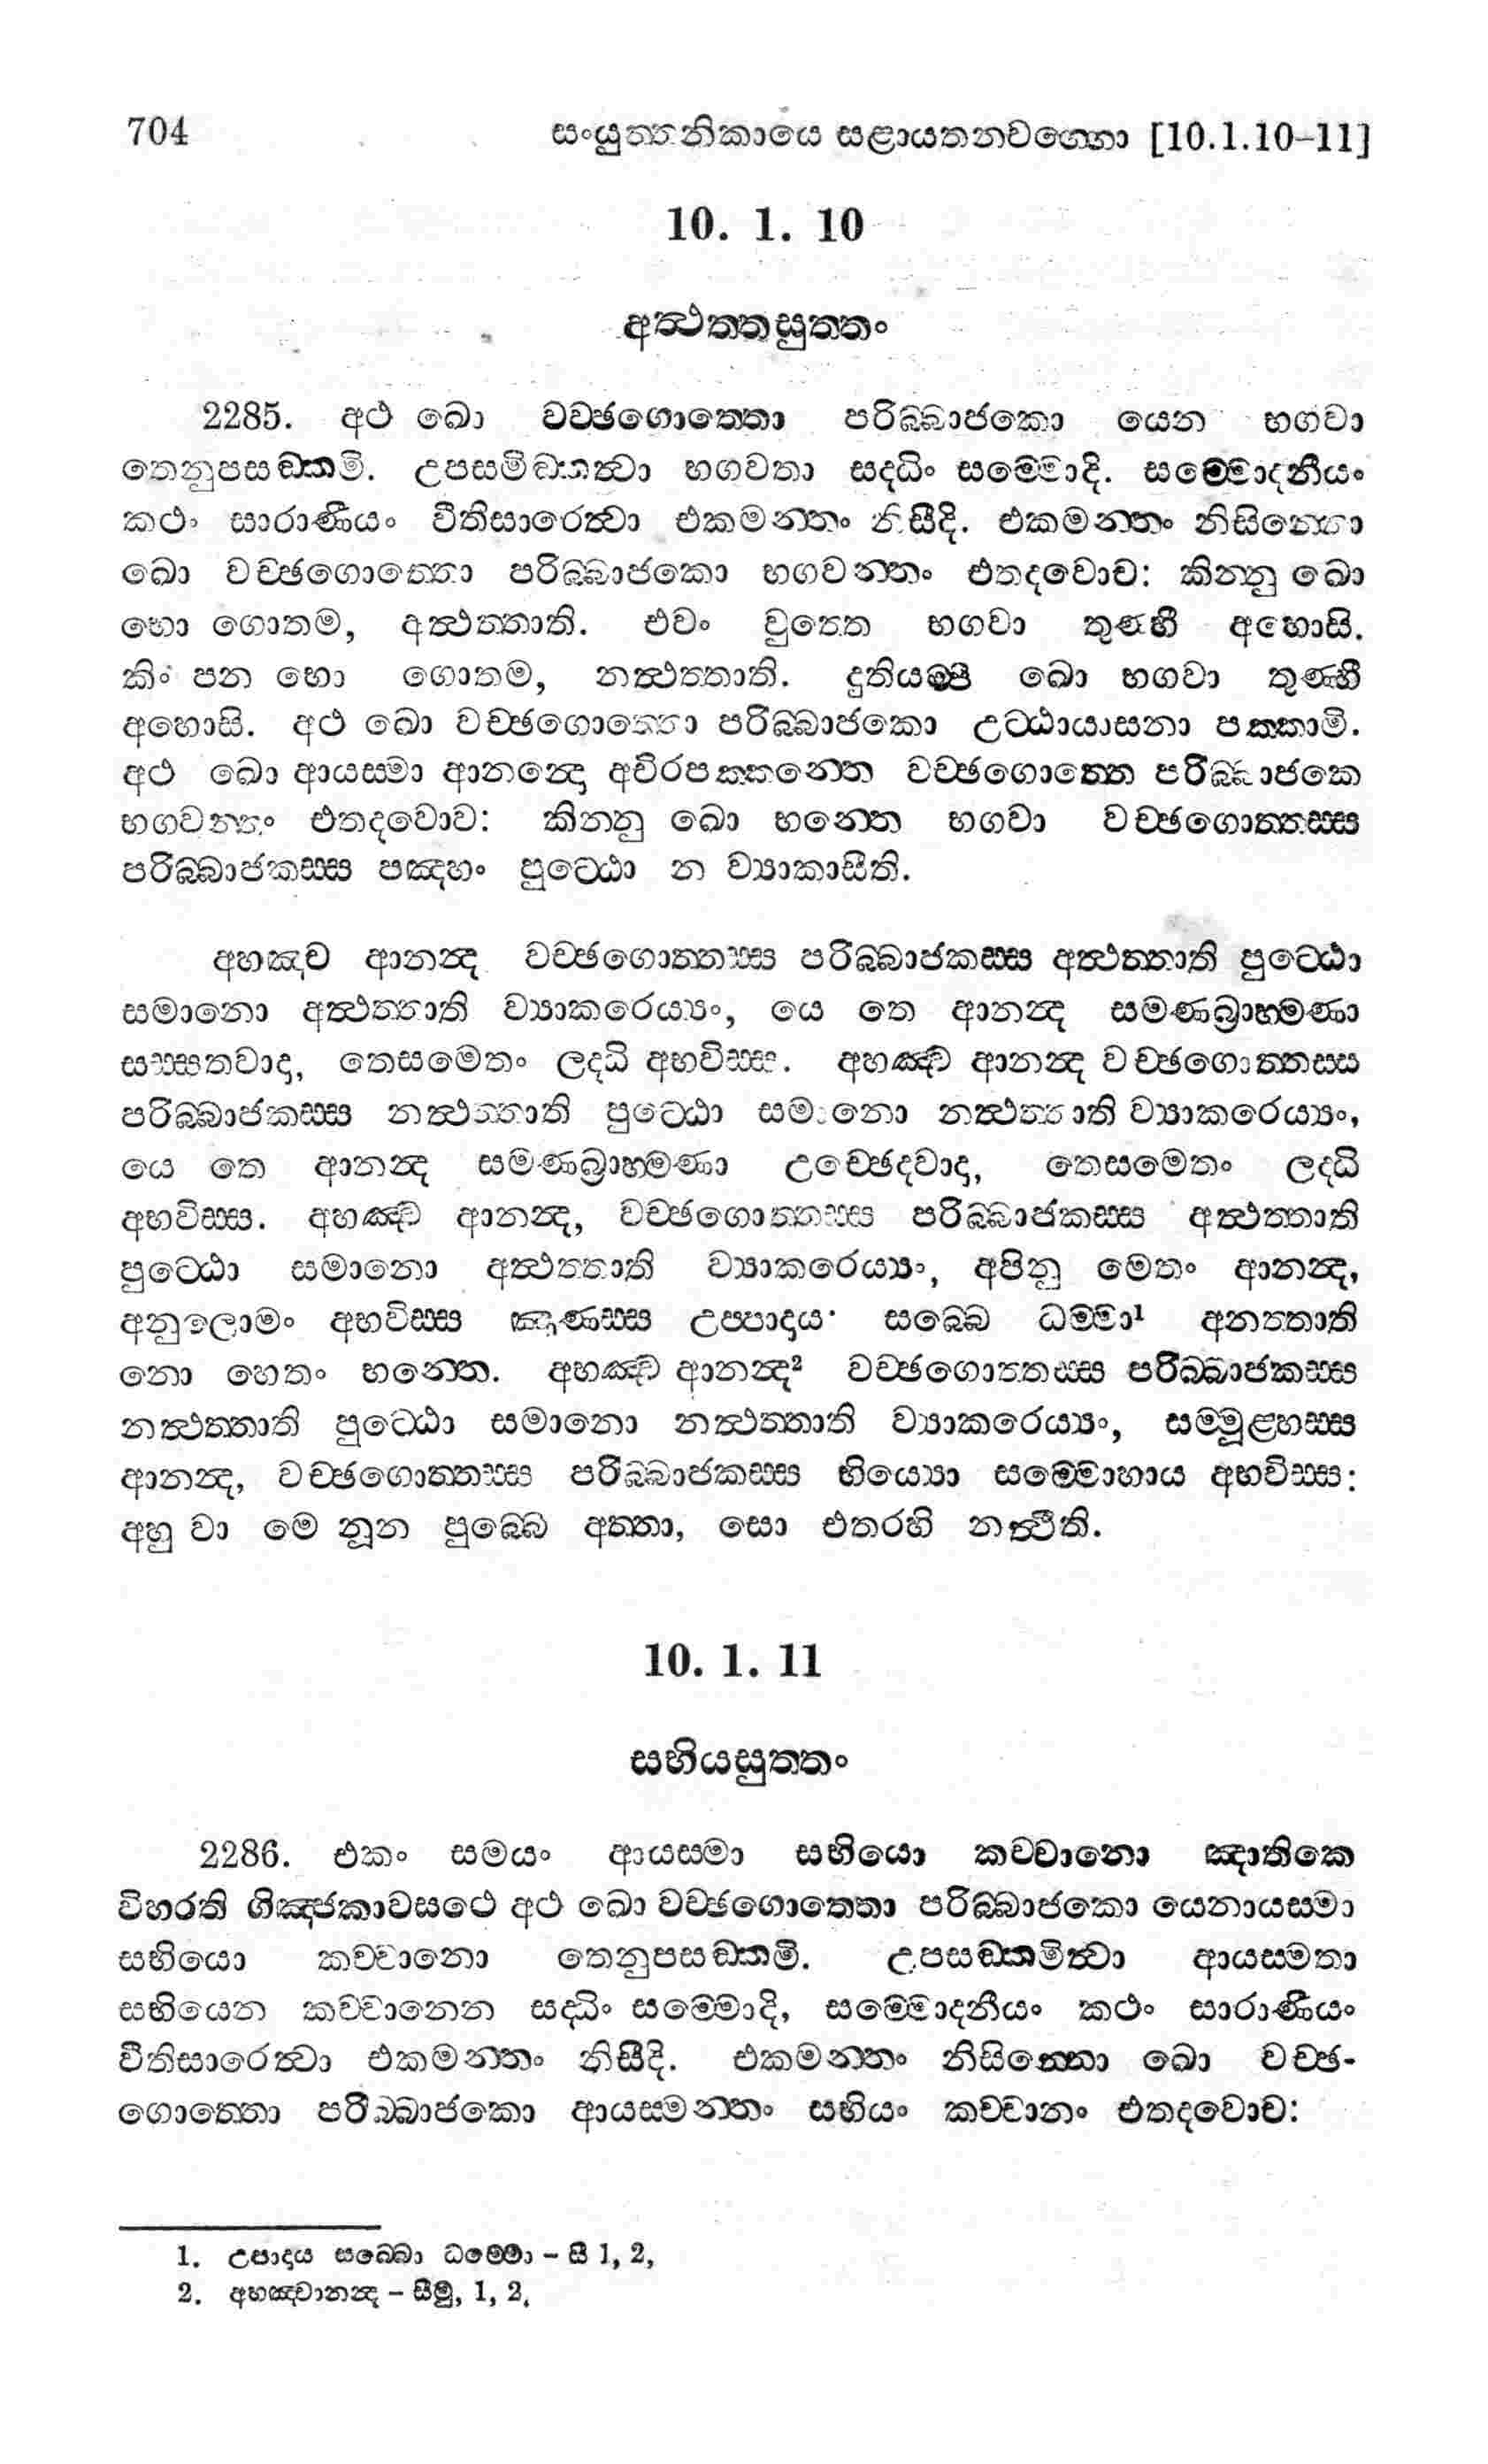 704 සංයුත්තනිකායෙ සළායතනවග්ගො [10.1.10-11]
10. 1. 10
අත්ථත්තසුත්තං
2285. අථ ඛො වච්ඡගොත්තො පරිබ්බාජකො යෙන භගවා
තෙනුපසඞ්කමි. උපසමිඞ්කත්වා භගවතා සද්ධිං සම්මොදි. සම්මොදනීයං
කථං සාරාණීයං වීතිසාරෙත්වා එකමන්තං නිසීදි. එකමන්තං නිසින්නො
ඛො වච්ඡගොත්තො පරිබ්බාජකො භගවන්තං එතදවොච: කින්නු ඛො
භො ගොතම, අත්ථත්තාති. එවං වුත්තෙ භගවා තුණ්හී අහොසි.
කිං පන භො ගොතම, නත්ථත්තාති. දුතියම්පි ඛො භගවා තුණ්හී
අහොසි. අථ ඛො වච්ඡගොත්තො පරිබ්බාජකො උට්ඨායාසනා පක්කාමි.
අථ ඛො ආයස්මා ආනන්දො අචිරපක්කන්තෙ වච්ඡගොත්තෙ පරිබ්බාජකෙ
භගවන්තං එතදවොච: කින්නු ඛො භන්තෙ භගවා වච්ඡගොත්තස්ස
පරිබ්බාජකස්ස පඤ්හං පුට්ඨො න ව්‍යාකාසීති.
අහඤ්ච ආනන්ද වච්ඡගොත්තස්ස පරිබ්බාජකස්ස අත්ථත්තාති පුට්ඨො
සමානො අත්ථත්තාති ව්‍යාකරෙය්‍යං, යෙ තෙ ආනන්ද සමණබ්‍රාහ්මණා
සස්සතවාදා, තෙසමෙතං ලද්ධි අභවිස්ස. අහඤ්ච ආනන්ද වච්ඡගොත්තස්ස
පරිබ්බාජකස්ස නත්ථත්තාති පුට්ඨො සමානො නත්ථත්තාති ව්‍යාකරෙය්‍යං,
යෙ තෙ ආනන්ද සමණබ්‍රාහ්මණා උච්ඡෙදවාදා, තෙසමෙතං ලද්ධි
අභවිස්ස. අහඤ්ච ආනන්ද, වච්ඡගොත්තස්ස පරිබ්බාජකස්ස අත්ථත්තාති
පුට්ඨො සමානො අත්ථත්තාති ව්‍යාකරෙය්‍යං, අපිනු මෙතං ආනන්ද,
අනුලොමං අභවිස්ස ඤාණස්ස උප්පාදාය සබ්බෙ ධම්මා¹ අනත්තාති
නො හෙතං භන්තෙ. අහඤ්ච ආනන්ද² වච්ඡගොත්තස්ස පරිබ්බාජකස්ස
නත්ථත්තාති පුට්ඨො සමානො නත්ථත්තාති ව්‍යාකරෙය්‍යං, සම්මූළ්හස්ස
ආනන්ද, වච්ඡගොත්තස්ස පරිබ්බාජකස්ස භිය්‍යො සම්මොහාය අභවිස්ස:
අහු වා මෙ නූන පුබ්බෙ අත්තා, සො එතරහි නත්ථීති.
10. 1. 11
සභියසුත්තං
2286. එකං සමයං ආයස්මා සභියො කච්චානො ඤාතිකෙ
විහරති ගිඤ්ජකාවසථෙ අථ ඛො වච්ඡගොත්තො පරිබ්බාජකො යෙනායස්මා
සභියො කච්චානො තෙනුපසඞ්කමි. උපසඞ්කමිත්වා ආයස්මතා
සභියෙන කච්චානෙන සද්ධිං සම්මොදි, සම්මොදනීයං කථං සාරාණීයං
වීතිසාරෙත්වා එකමන්තං නිසීදි. එකමන්තං නිසින්නො ඛො වච්ඡ-
ගොත්තො පරිබ්බාජකො ආයස්මන්තං සභියං කච්චානං එතදවොච:
1. උපාදාය සබ්බො ධම්මො – සී 1, 2,
2. අහඤ්චානන්ද – සීමු, 1, 2,